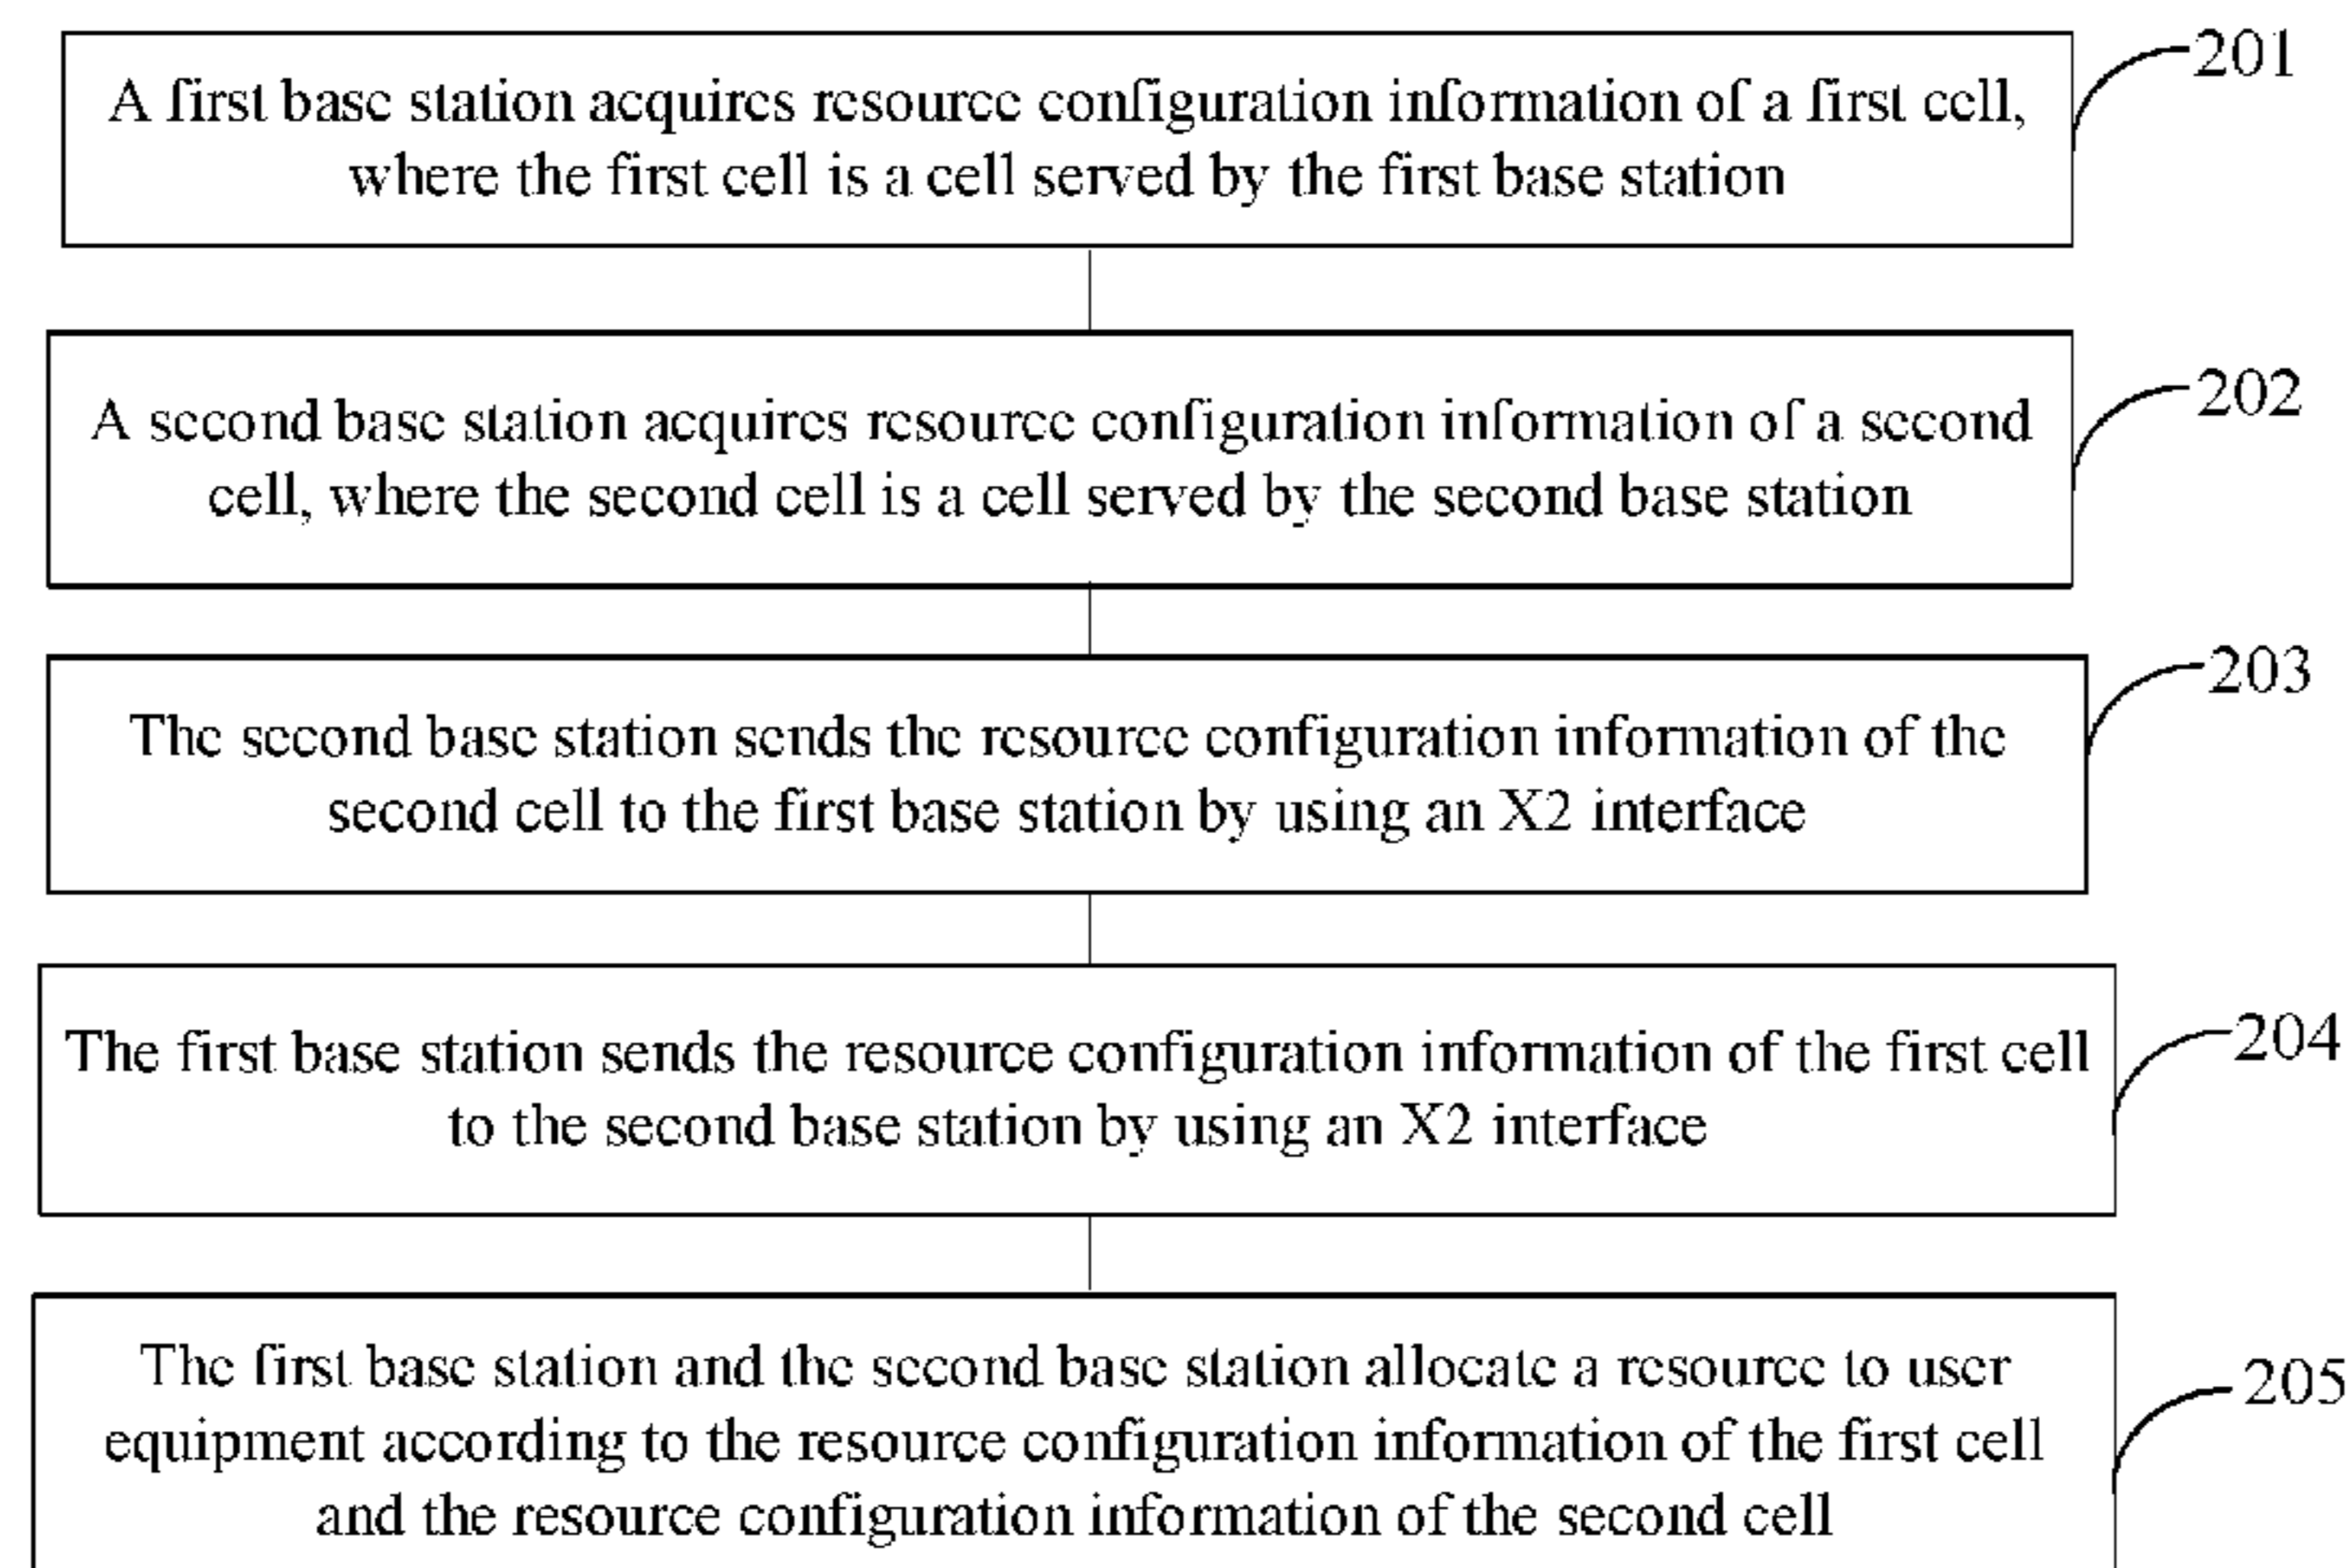 201
A first base station acquires resource configuration information of a first cell,
where the first cell is a cell served by the first base station
202
A second base station acquires resource configuration information of a second
cell, where the second cell is a cell served by the second base station
203
The second base station sends the resource configuration information of the
second cell to the first base station by using an X2 interface
204
The first base station sends the resource configuration information of the first cell
to the second base station by using an X2 interface
205
The first base station and the second base station allocate a resource to user
equipment according to the resource configuration information of the first cell
and the resource configuration information of the second cell